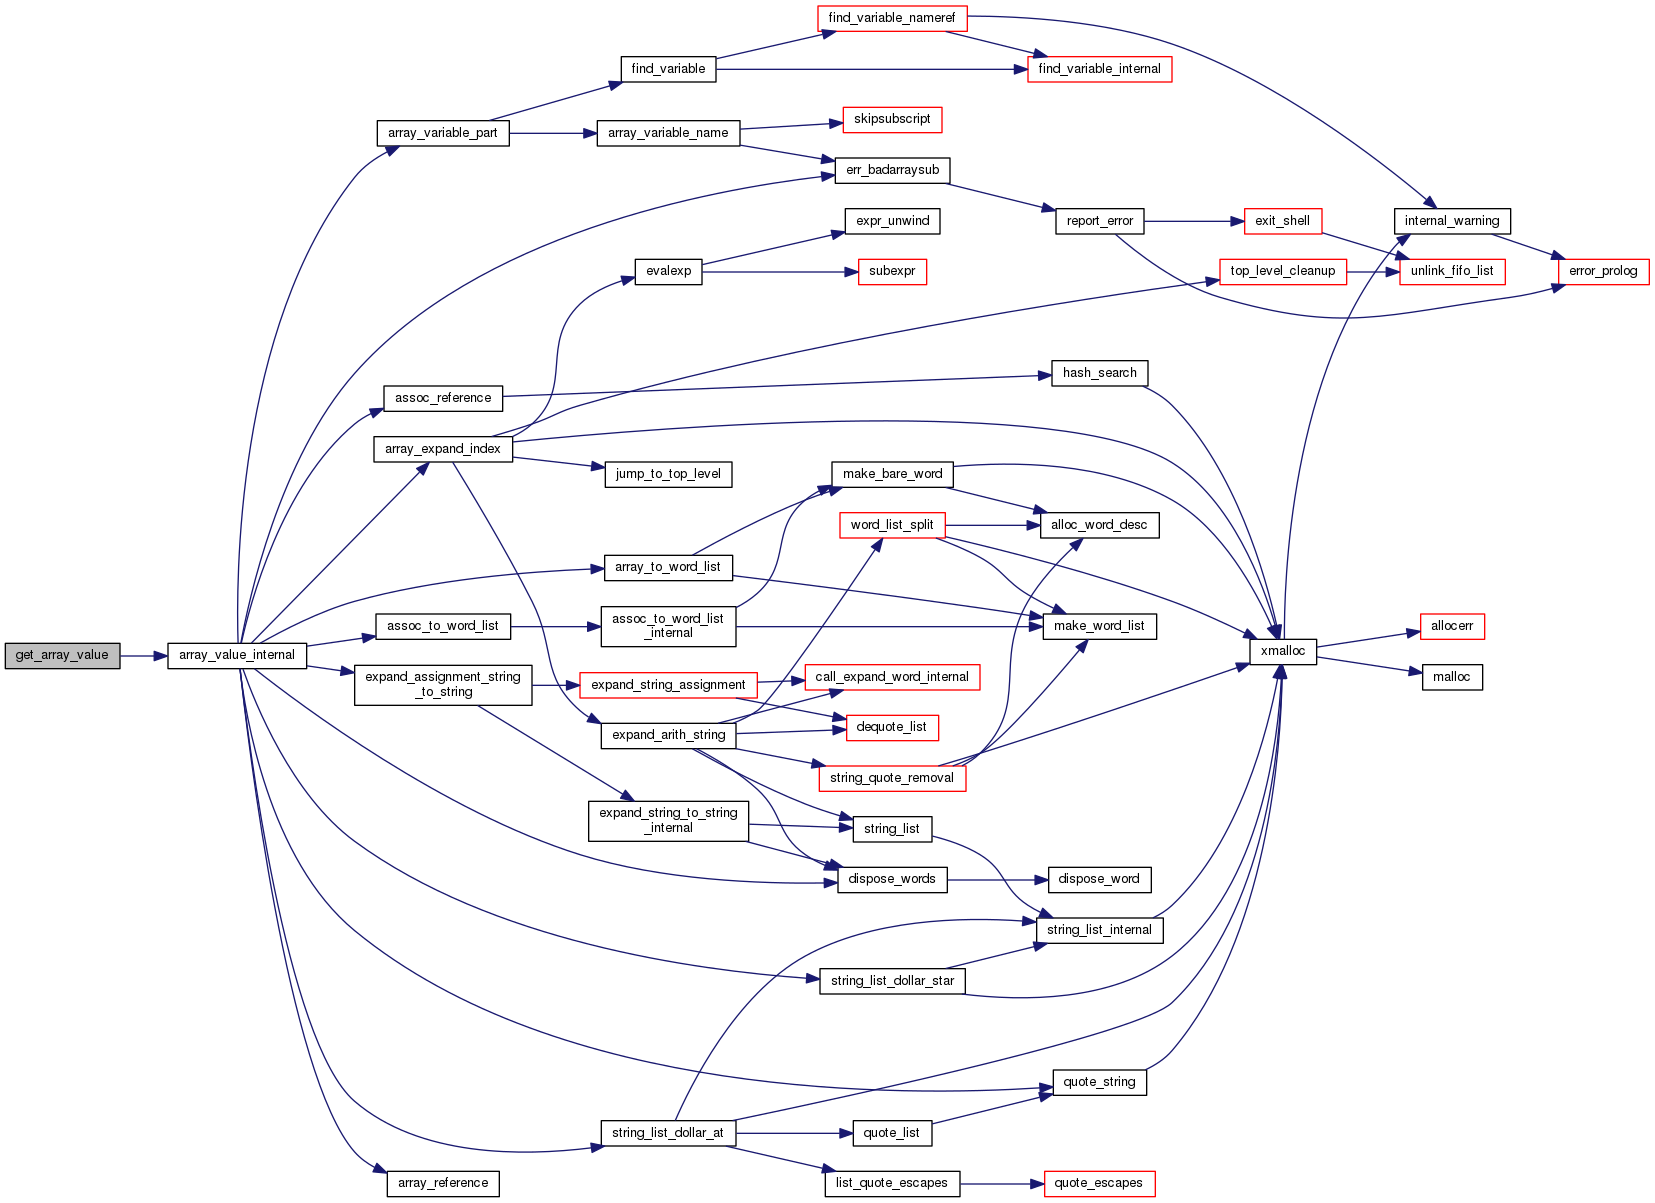 find_variable_nameref
find_variable
find_variable_internal
skipsubscript
array_variable_part
array_variable_name
err_badarraysub
expr_unwind
report_error
exit_shell
internal_warning
evalexp
subexpr
top_level_cleanup
unlink_fifo_list
error_prolog
hash_search
assoc_reference
array_expand_index
jump_to_top_level
make_bare_word
word_list_split
alloc_word_desc
array_to_word_list
assoc_to_word_list
assoc_to_word_list
_internal
make_word_list
allocerr
get_array_value
array_value_internal
xmalloc
malloc
expand_assignment_string
_to_string
expand_string_assignment
call_expand_word_internal
expand_arith_string
dequote_list
string_quote_removal
expand_string_to_string
_internal
string_list
dispose_words
dispose_word
string_list_internal
string_list_dollar_star
quote_string
string_list_dollar_at
quote_list
array_reference
list_quote_escapes
quote_escapes